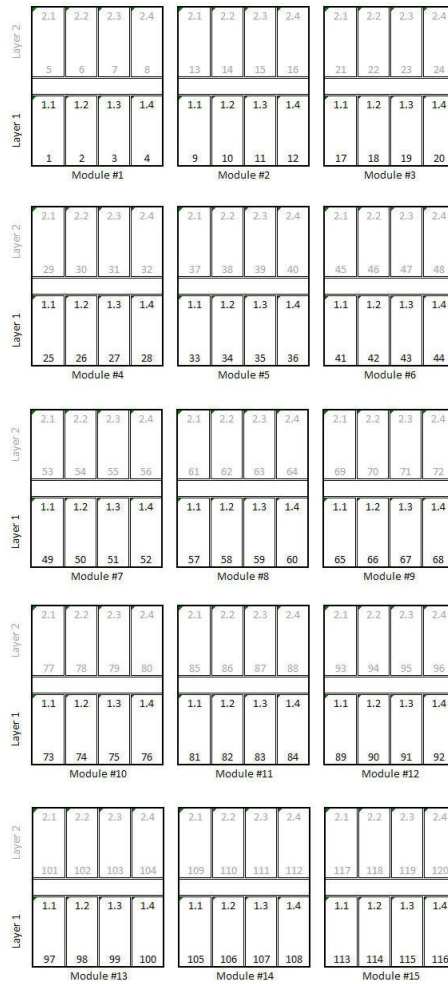 Layer 2
2.1 2.2 2.3 2.4 2.1 2.2 2.3 2.4 2.1 2.2 2.3 2.4
5 6 7 8 13 14 15 16 21 22 23 24
Layer 1
1.1 1.2 1.3 1.4 1.1 1.2 1.3 1.4 1.1 1.2 1.3 1.4
1 2 3 4 9 10 11 12 17 18 19 20
Module #1 Module #2 Module #3
Layer 2
2.1 2.2 2.3 2.4 2.1 2.2 2.3 2.4 2.1 2.2 2.3 2.4
29 30 31 32 37 38 39 40 45 46 47 48
Layer 1
1.1 1.2 1.3 1.4 1.1 1.2 1.3 1.4 1.1 1.2 1.3 1.4
25 26 27 28 33 34 35 36 41 42 43 44
Module #4 Module #5 Module #6
Layer 2
2.1 2.2 2.3 2.4 2.1 2.2 2.3 2.4 2.1 2.2 2.3 2.4
53 54 55 56 61 62 63 64 69 70 71 72
Layer 1
1.1 1.2 1.3 1.4 1.1 1.2 1.3 1.4 1.1 1.2 1.3 1.4
49 50 51 52 57 58 59 60 65 66 67 68
Module #7 Module #8 Module #9
Layer 2
2.1 2.2 2.3 2.4 2.1 2.2 2.3 2.4 2.1 2.2 2.3 2.4
77 78 79 80 85 86 87 88 93 94 95 96
Layer 1
1.1 1.2 1.3 1.4 1.1 1.2 1.3 1.4 1.1 1.2 1.3 1.4
73 74 75 76 81 82 83 84 89 90 91 92
Module #10 Module #11 Module #12
Layer 2
2.1 2.2 2.3 2.4 2.1 2.2 2.3 2.4 2.1 2.2 2.3 2.4
101 102 103 104 109 110 111 112 117 118 119 120
Layer 1
1.1 1.2 1.3 1.4 1.1 1.2 1.3 1.4 1.1 1.2 1.3 1.4
97 98 99 100 105 106 107 108 113 114 115 116
Module #13 Module #14 Module #15